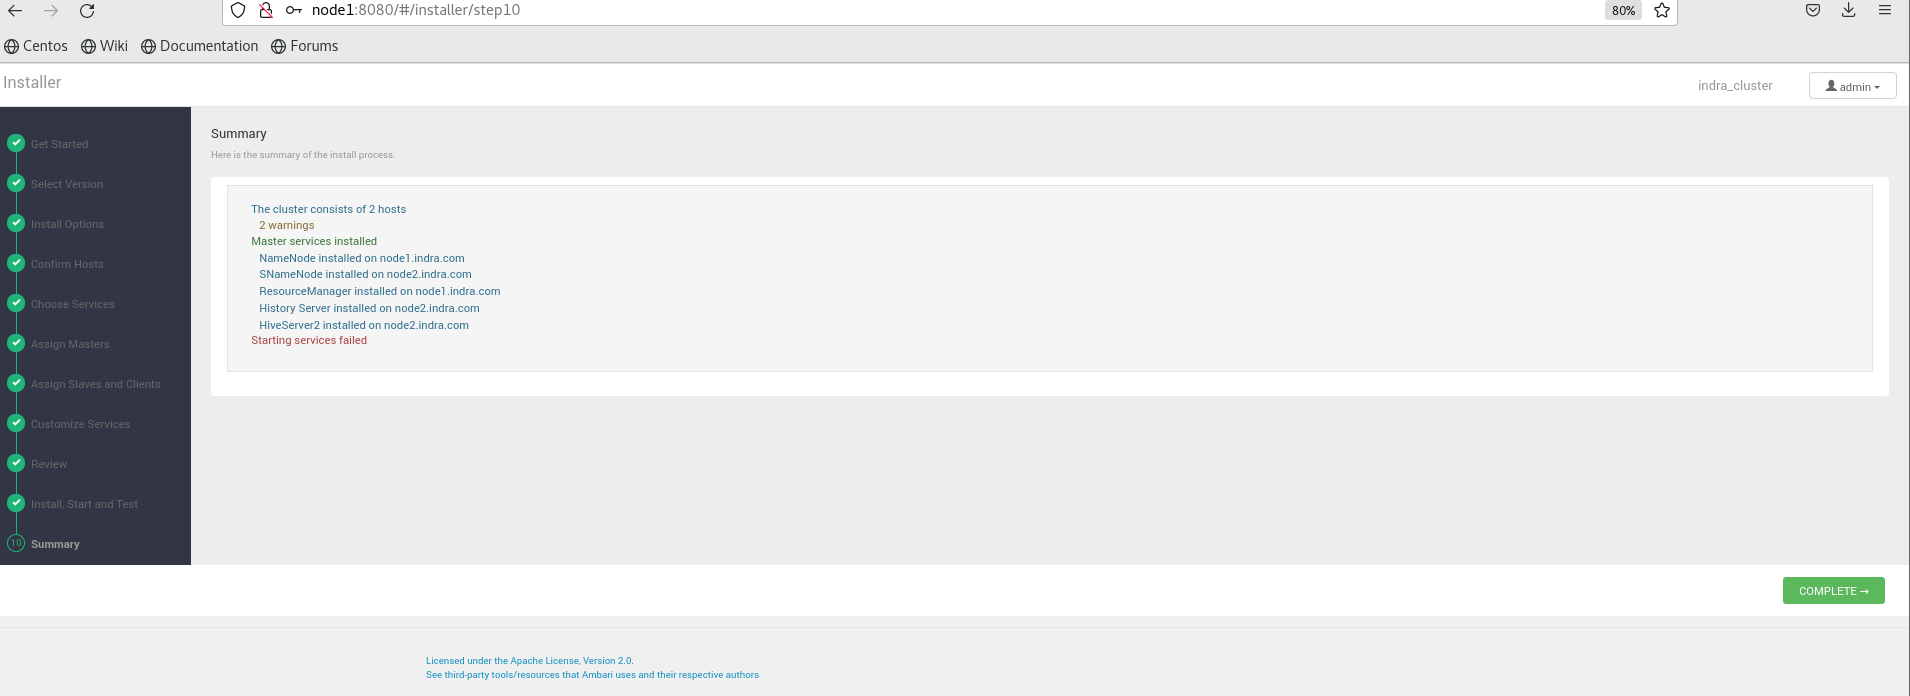 node1:8080/#/installer/step10
80%
Centos Wiki Documentation Forums
Installer
indra_cluster
admin
Get Started
Select Version
Install Options
Confirm Hosts
Choose Services
Assign Masters
Assign Slaves and Clients
Customize Services
Review
Install, Start and Test
10 Summary
Summary
Here is the summary of the install process.
The cluster consists of 2 hosts
2 warnings
Master services installed
NameNode installed on node1.indra.com
SNameNode installed on node2.indra.com
ResourceManager installed on node1.indra.com
History Server installed on node2.indra.com
HiveServer2 installed on node2.indra.com
Starting services failed
COMPLETE →
Licensed under the Apache License, Version 2.0.
See third-party tools/resources that Ambari uses and their respective authors